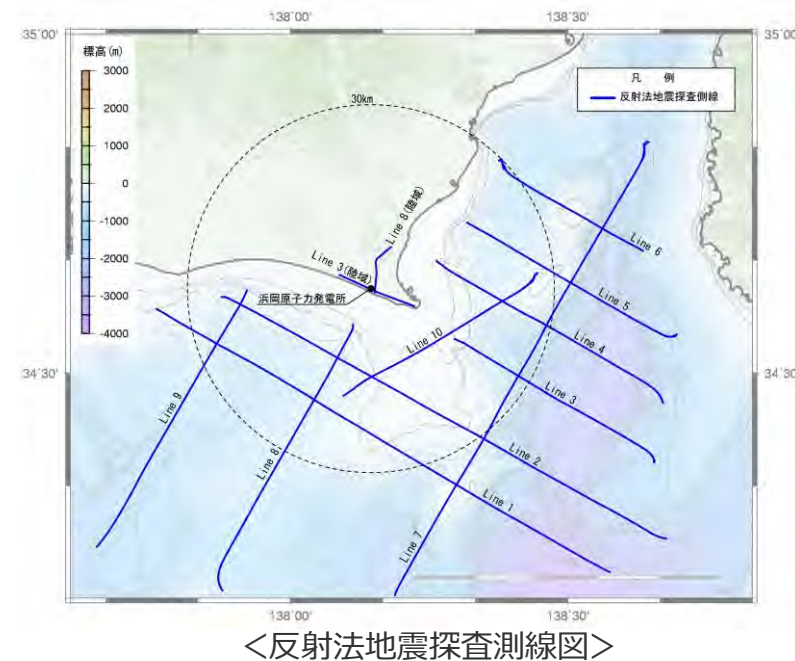 138°00'
138°30'
35°00'
35°00'
標高(m)
3000
2000
1000
0
-1000
-2000
-3000
-4000
凡 例
反射法地震探査側線
30km
Line 8(陸域)
Line 3(陸域)
浜岡原子力発電所
Line 6
Line 5
Line 4
Line 10
Line 3
34°30'
34°30'
Line 9
Line 8
Line 2
Line 1
Line 7
138°00'
138°30'
<反射法地震探査測線図>